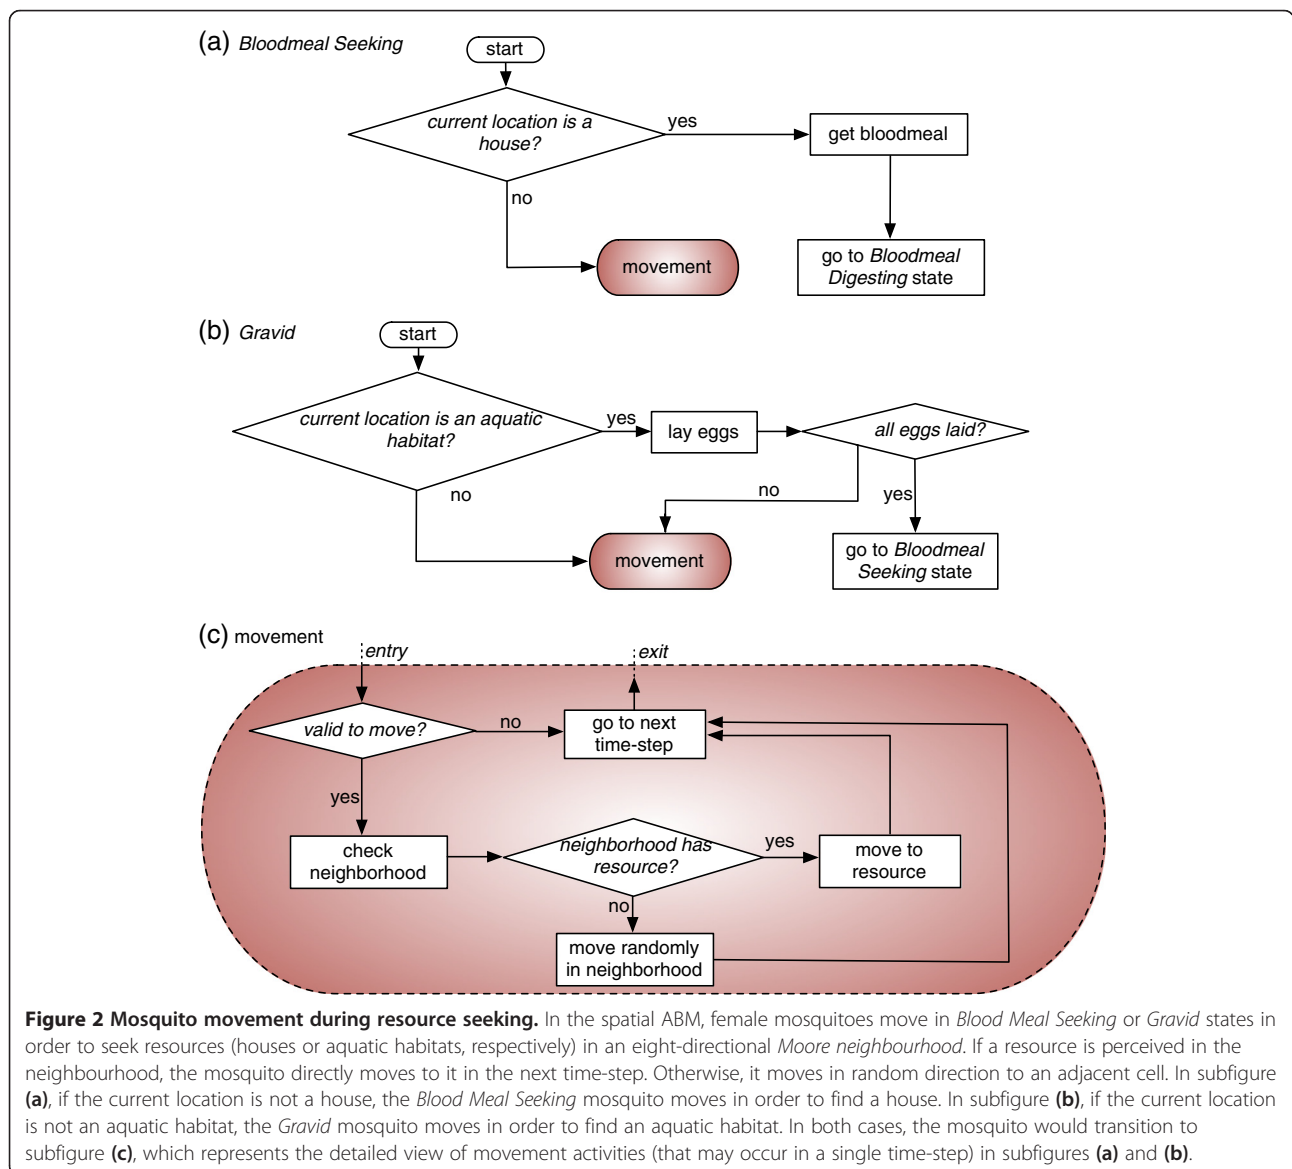 (a) Bloodmeal Seeking
start
current location is a
house?
yes
get bloodmeal
no
movement
go to Bloodmeal
Digesting state
(b) Gravid
start
current location is an aquatic
habitat?
yes
lay eggs
all eggs laid?
no
no
yes
movement
go to Bloodmeal
Seeking state
(c) movement
entry
exit
valid to move?
no
go to next
time-step
yes
check
neighborhood
neighborhood has
resource?
yes
move to
resource
no
move randomly
in neighborhood
Figure 2 Mosquito movement during resource seeking. In the spatial ABM, female mosquitoes move in Blood Meal Seeking or Gravid states in
order to seek resources (houses or aquatic habitats, respectively) in an eight-directional Moore neighbourhood. If a resource is perceived in the
neighbourhood, the mosquito directly moves to it in the next time-step. Otherwise, it moves in random direction to an adjacent cell. In subfigure
(a), if the current location is not a house, the Blood Meal Seeking mosquito moves in order to find a house. In subfigure (b), if the current location
is not an aquatic habitat, the Gravid mosquito moves in order to find an aquatic habitat. In both cases, the mosquito would transition to
subfigure (c), which represents the detailed view of movement activities (that may occur in a single time-step) in subfigures (a) and (b).